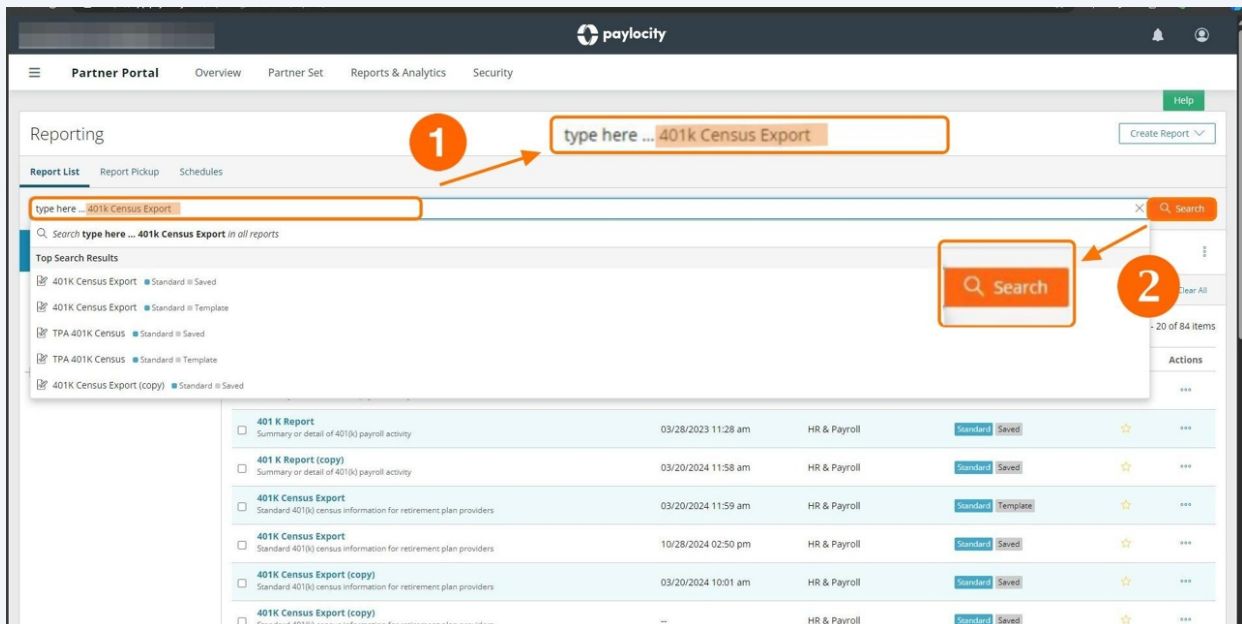 paylocity
Partner Portal Overview Partner Set Reports & Analytics Security
Help
Reporting
1
type here ... 401k Census Export
Create Report
Report List Report Pickup Schedules
type here ... 401k Census Export
Search
Search type here ... 401k Census Export in all reports
Top Search Results
401K Census Export Standard Saved
Search
2
Clear All
401K Census Export Standard Template
TPA 401K Census Standard Saved
- 20 of 84 items
TPA 401K Census Standard Template
Actions
401K Census Export (copy) Standard Saved
401 K Report
Summary or detail of 401(k) payroll activity
03/28/2023 11:28 am HR & Payroll Standard Saved
401 K Report (copy)
Summary or detail of 401(k) payroll activity
03/20/2024 11:58 am HR & Payroll Standard Saved
401K Census Export
Standard 401(k) census information for retirement plan providers
03/20/2024 11:59 am HR & Payroll Standard Template
401K Census Export
Standard 401(k) census information for retirement plan providers
10/28/2024 02:50 pm HR & Payroll Standard Saved
401K Census Export (copy)
Standard 401(k) census information for retirement plan providers
03/20/2024 10:01 am HR & Payroll Standard Saved
401K Census Export (copy)
-- HR & Payroll Standard Saved